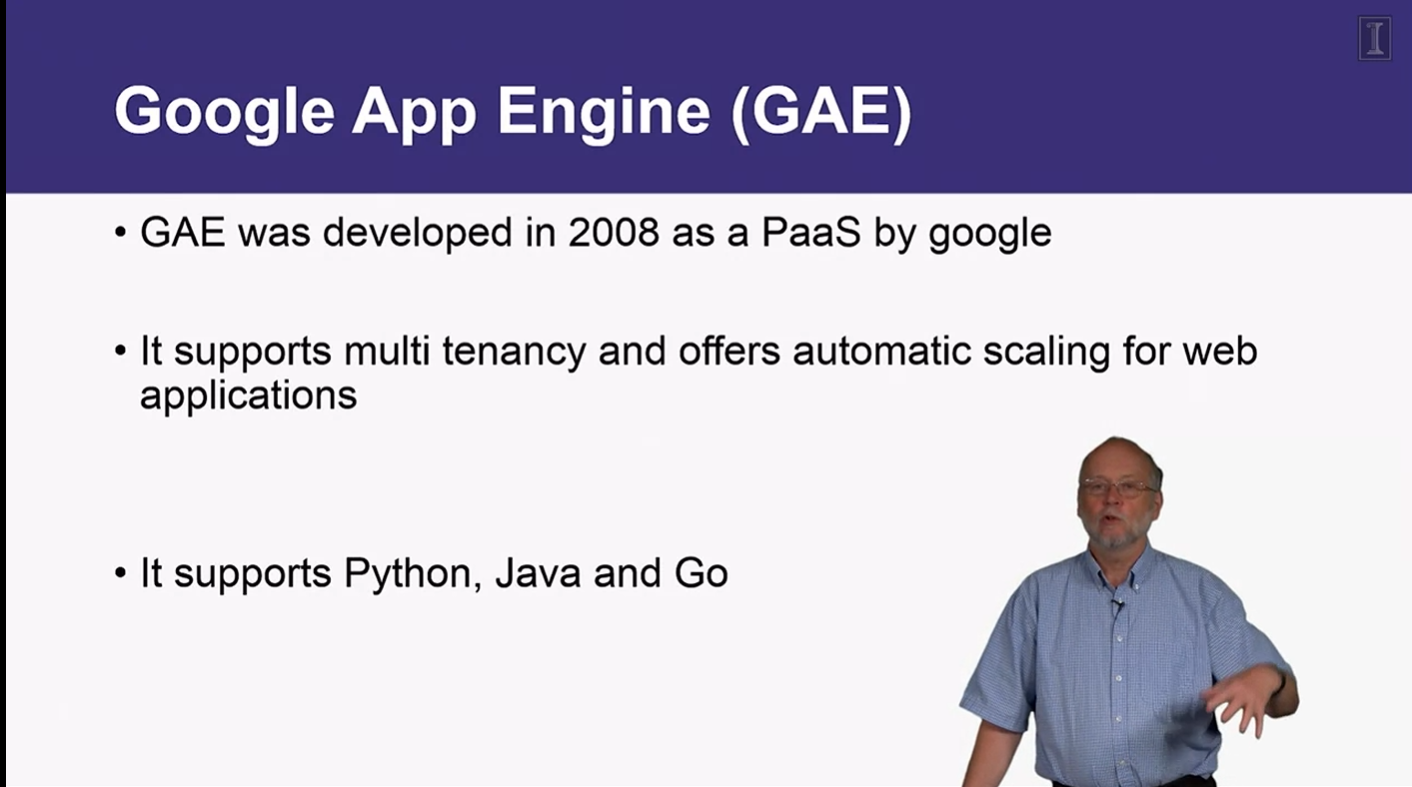 Google App Engine (GAE)
• GAE was developed in 2008 as a PaaS by google
• It supports multi tenancy and offers automatic scaling for web
applications
• It supports Python, Java and Go